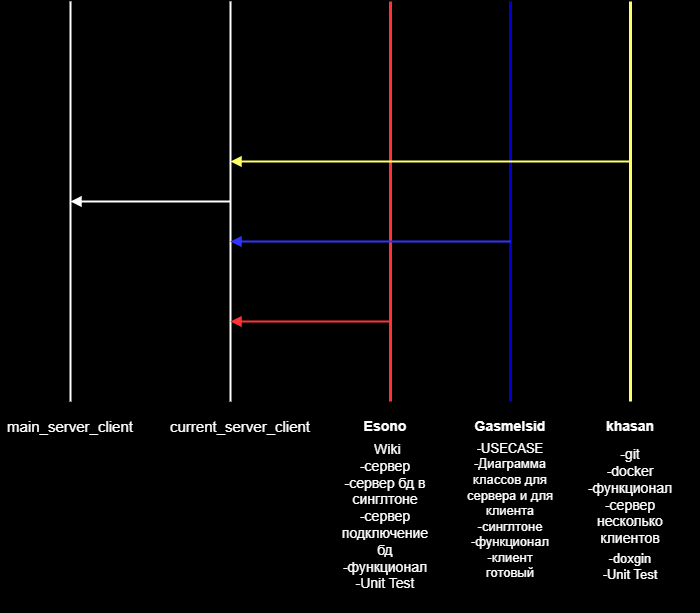 main_server_client
current_server_client
Esono
Wiki
-сервер
-сервер бд в
синглтоне
-сервер
подключение
бд
-функционал
-Unit Test
Gasmelsid
-USECASE
-Диаграмма
классов для
сервера и для
клиента
-синглтоне
-функционал
-клиент
готовый
khasan
-git
-docker
-функционал
-сервер
несколько
клиентов
-doxgin
-Unit Test